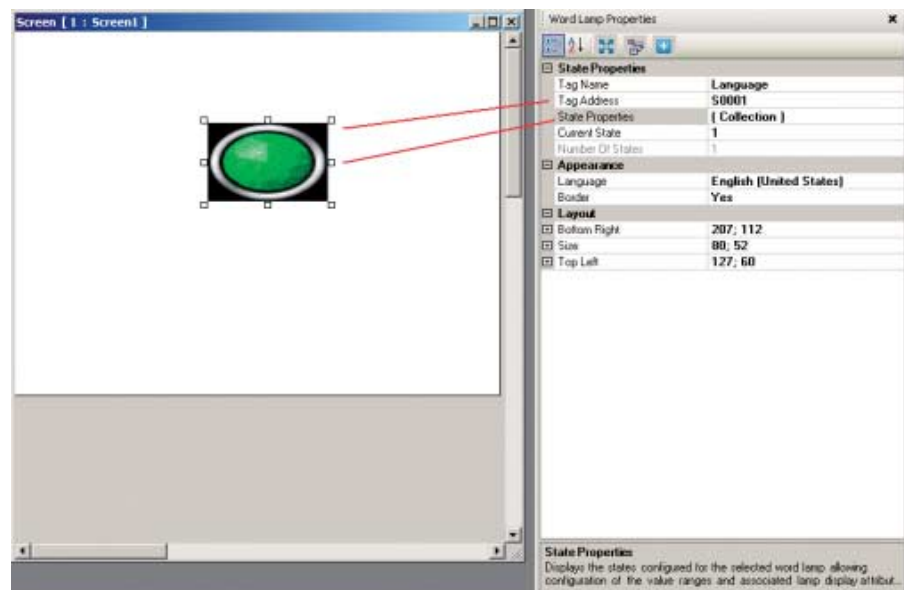 Screen [ 1 : Screen1 ]
Word Lamp Properties
State Properties
Tag Name Language
Tag Address S0001
State Properties ( Collection )
Current State 1
Number Of States 1
Appearance
Language English (United States)
Border Yes
Layout
Bottom Right 207; 112
Size 80; 52
Top Left 127; 60
State Properties
Displays the states configured for the selected word lamp allowing
configuration of the value ranges and associated lamp display attribut...